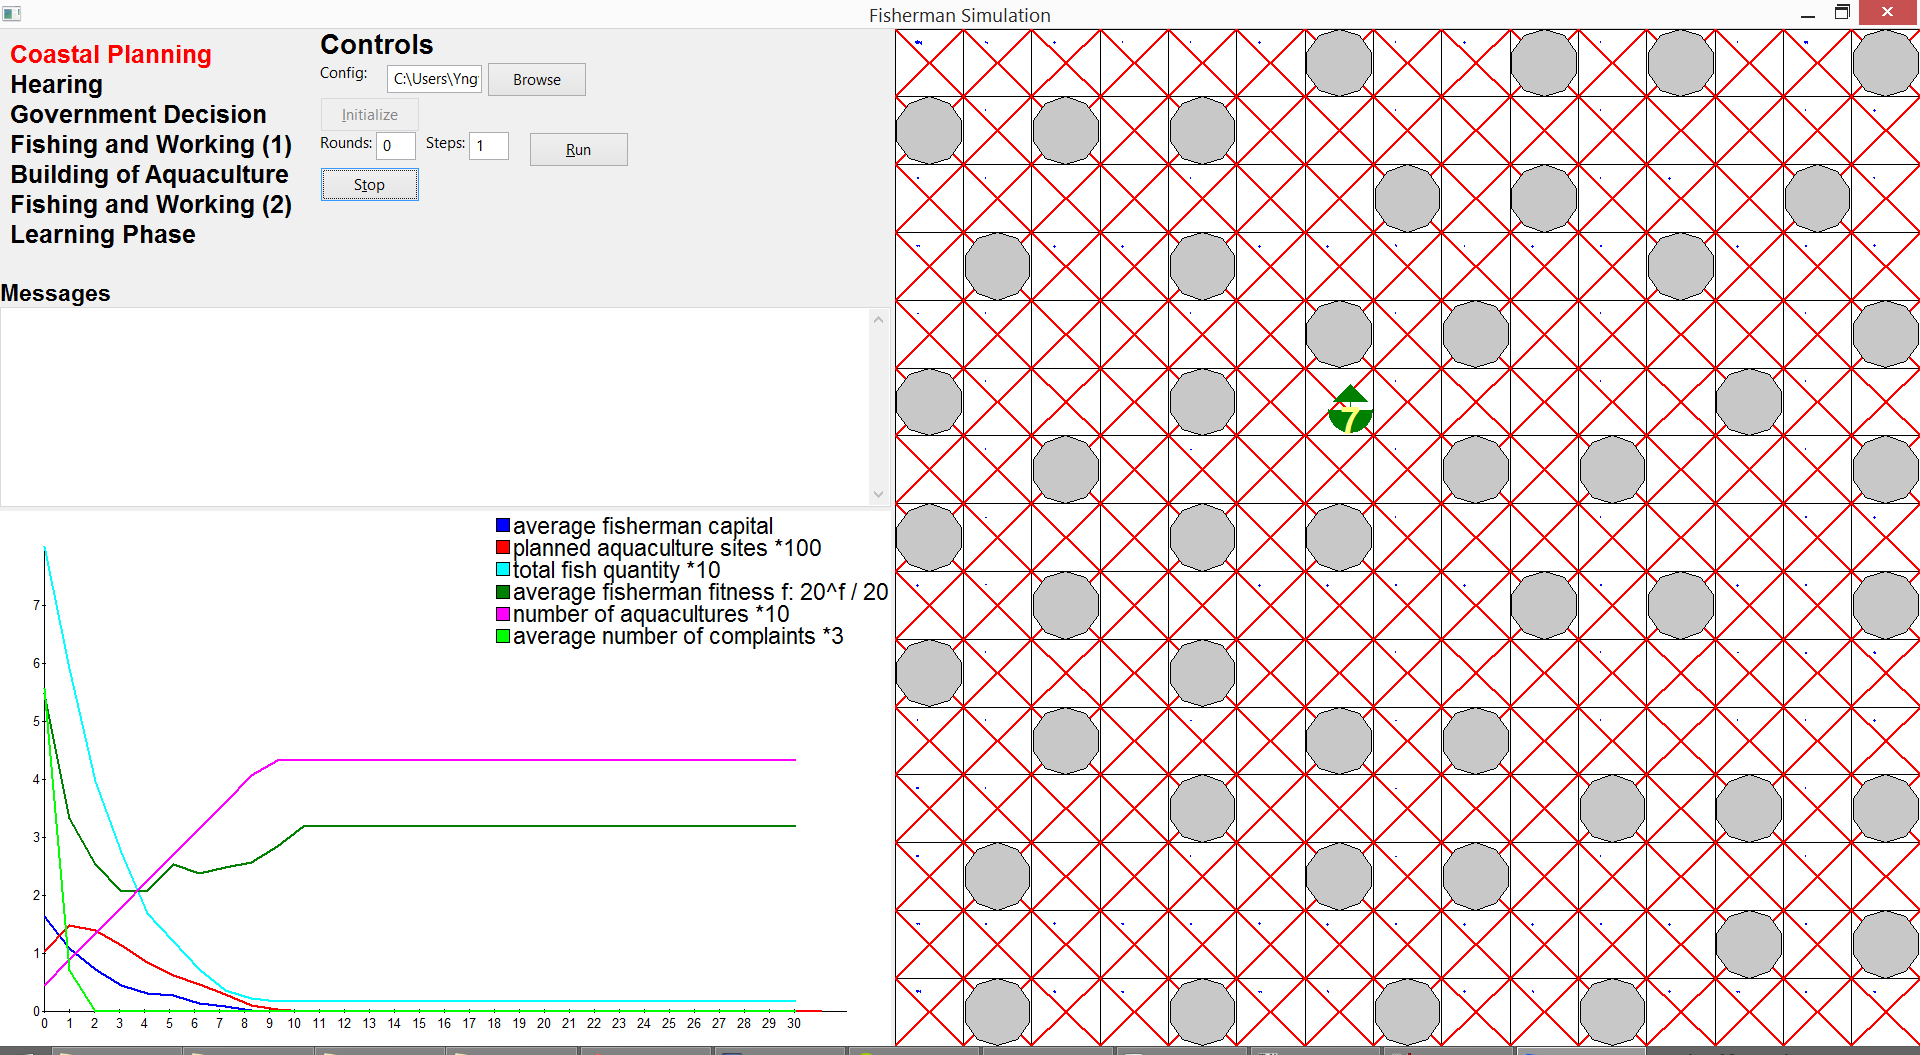 Fisherman Simulation
Coastal Planning
Hearing
Government Decision
Fishing and Working (1)
Building of Aquaculture
Fishing and Working (2)
Learning Phase
Controls
Config: C:\Users\Yng Browse
Initialize
Rounds: 0 Steps: 1 Run
Stop
Messages
average fisherman capital
planned aquaculture sites *100
total fish quantity *10
average fisherman fitness f: 20^f / 20
number of aquacultures *10
average number of complaints *3
7
6
5
4
3
2
1
0
0 1 2 3 4 5 6 7 8 9 10 11 12 13 14 15 16 17 18 19 20 21 22 23 24 25 26 27 28 29 30
7